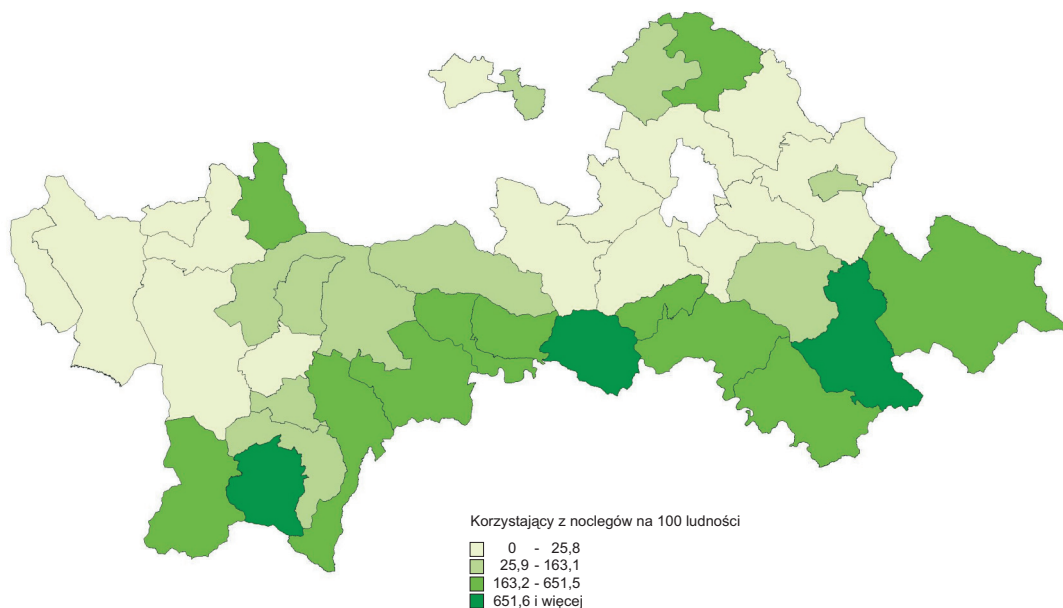 Korzystający z noclegów na 100 ludności
0 - 25,8
25,9 - 163,1
163,2 - 651,5
651,6 i więcej